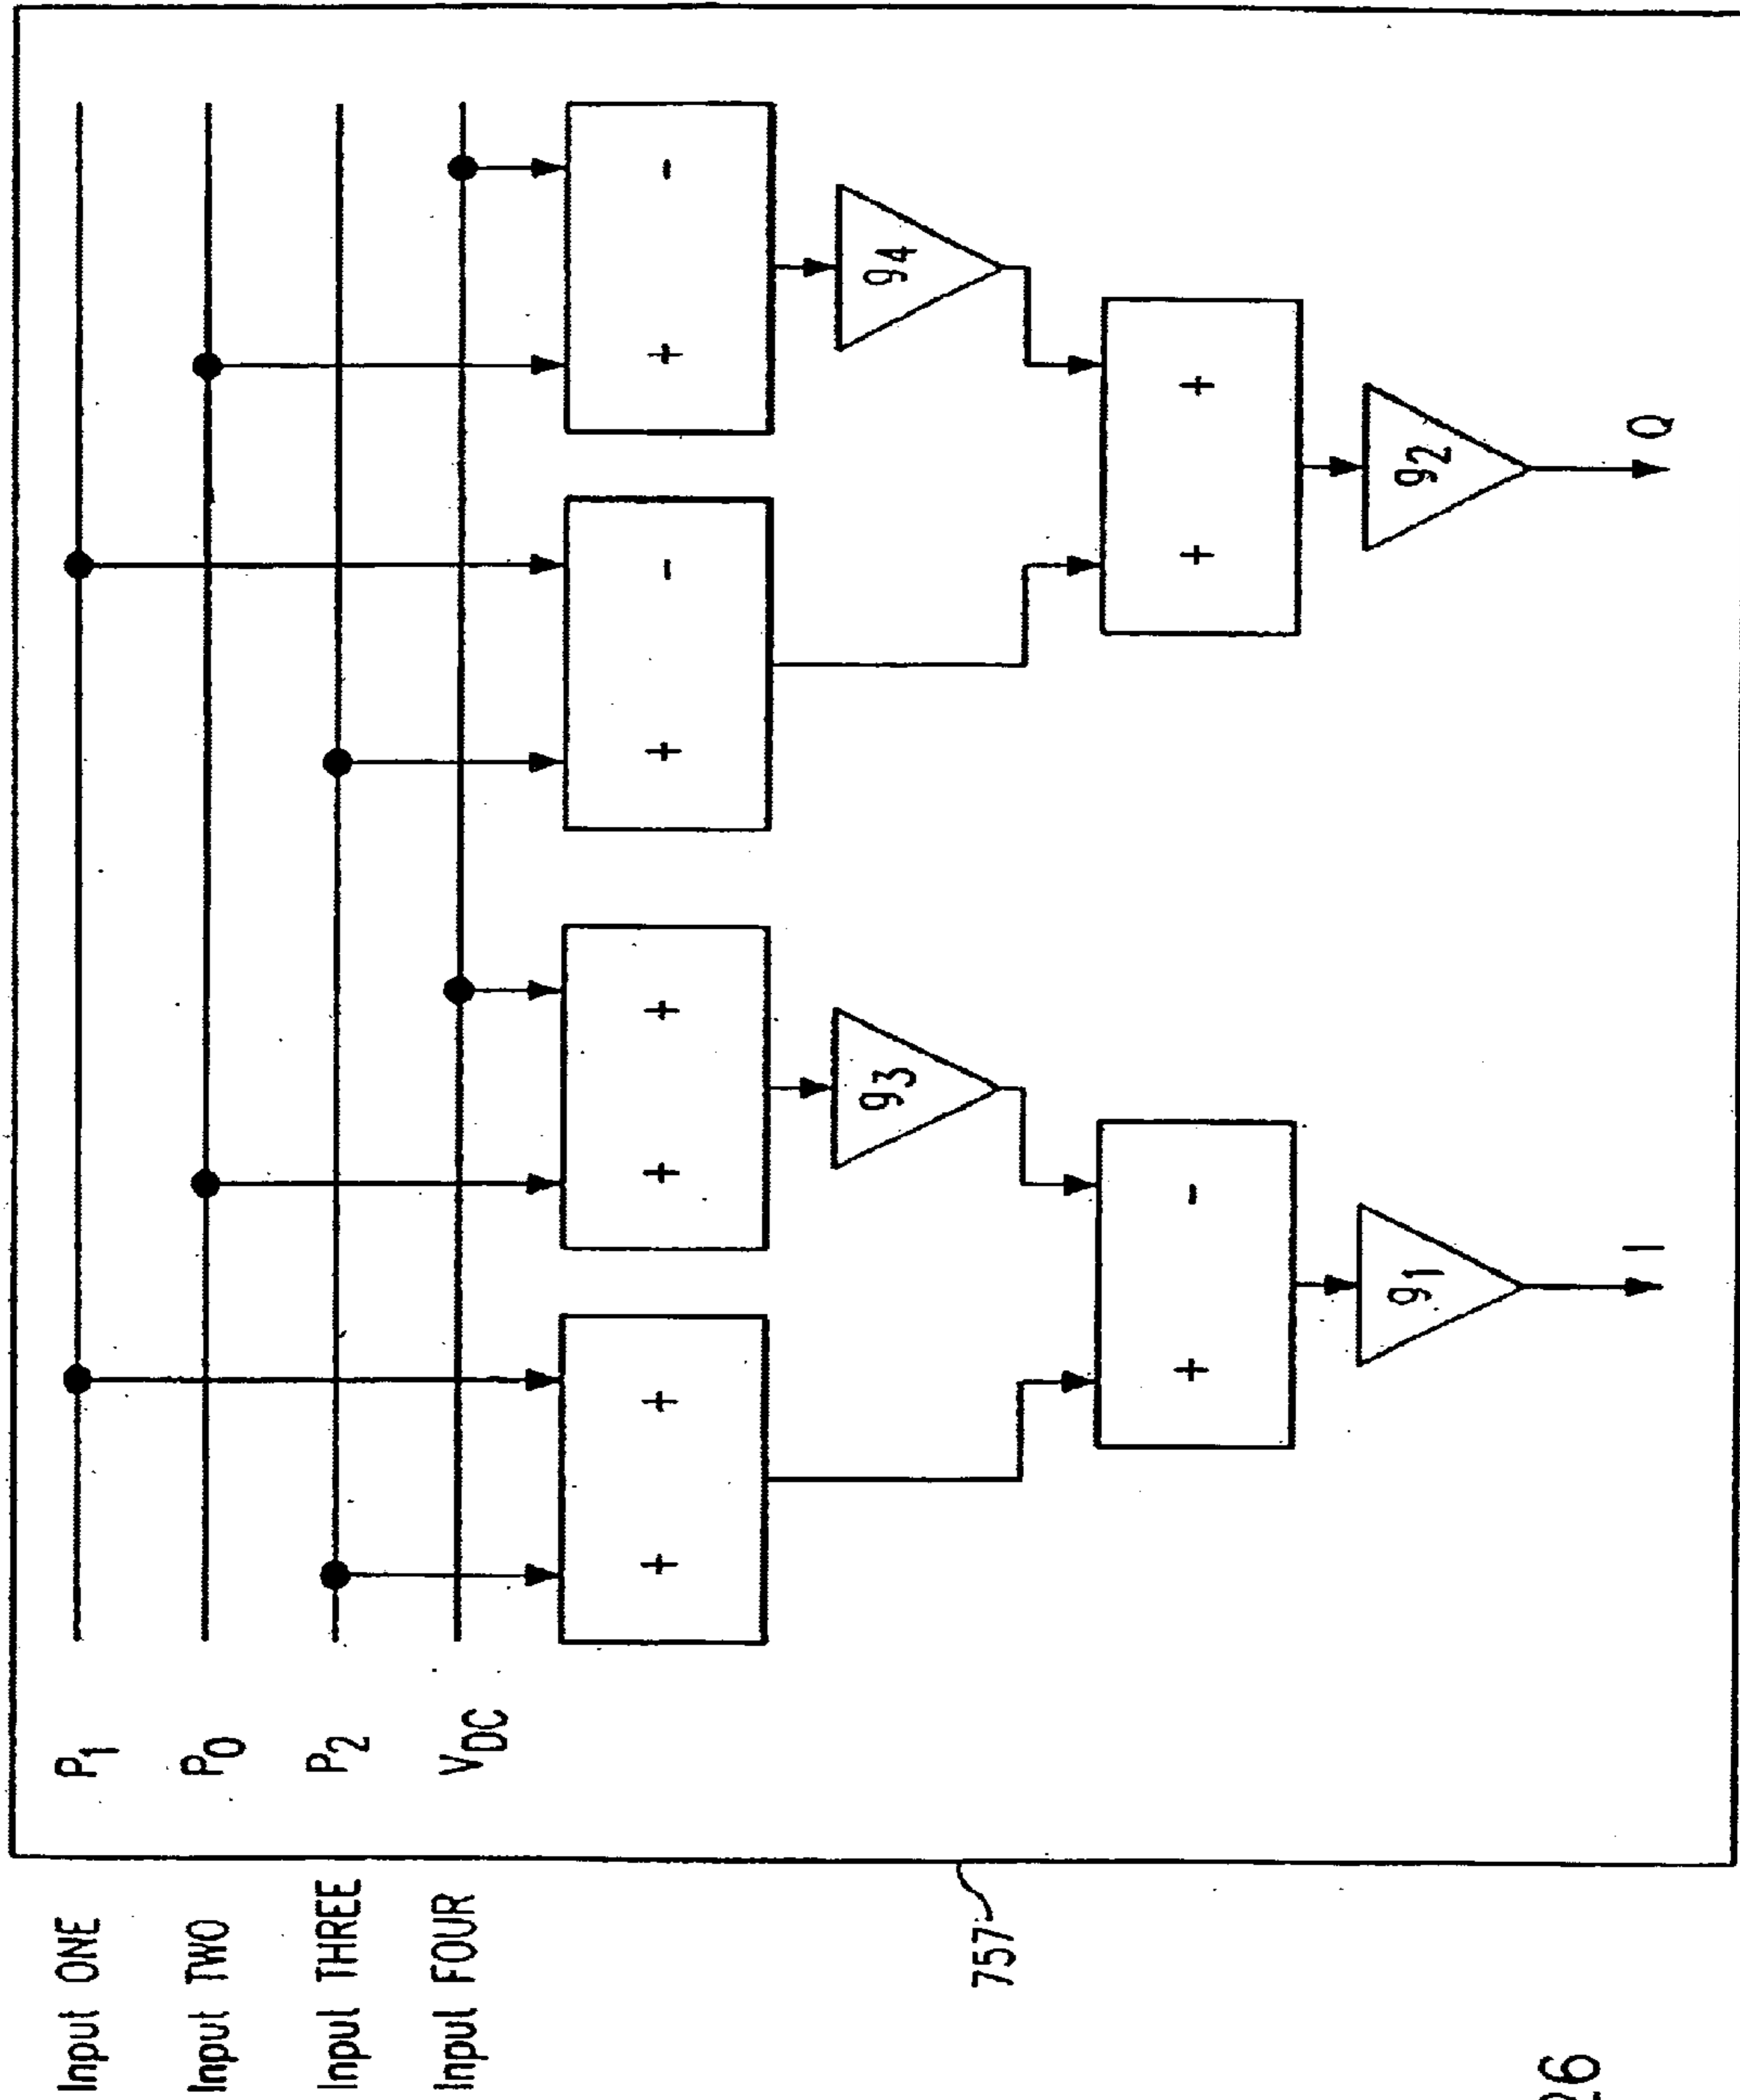 Input ONE P1
Input TWO P0
Input THREE P2
Input FOUR VDC
+ + + + + - + -
g3 g4
757
+ - + +
g1 g2
I Q
26